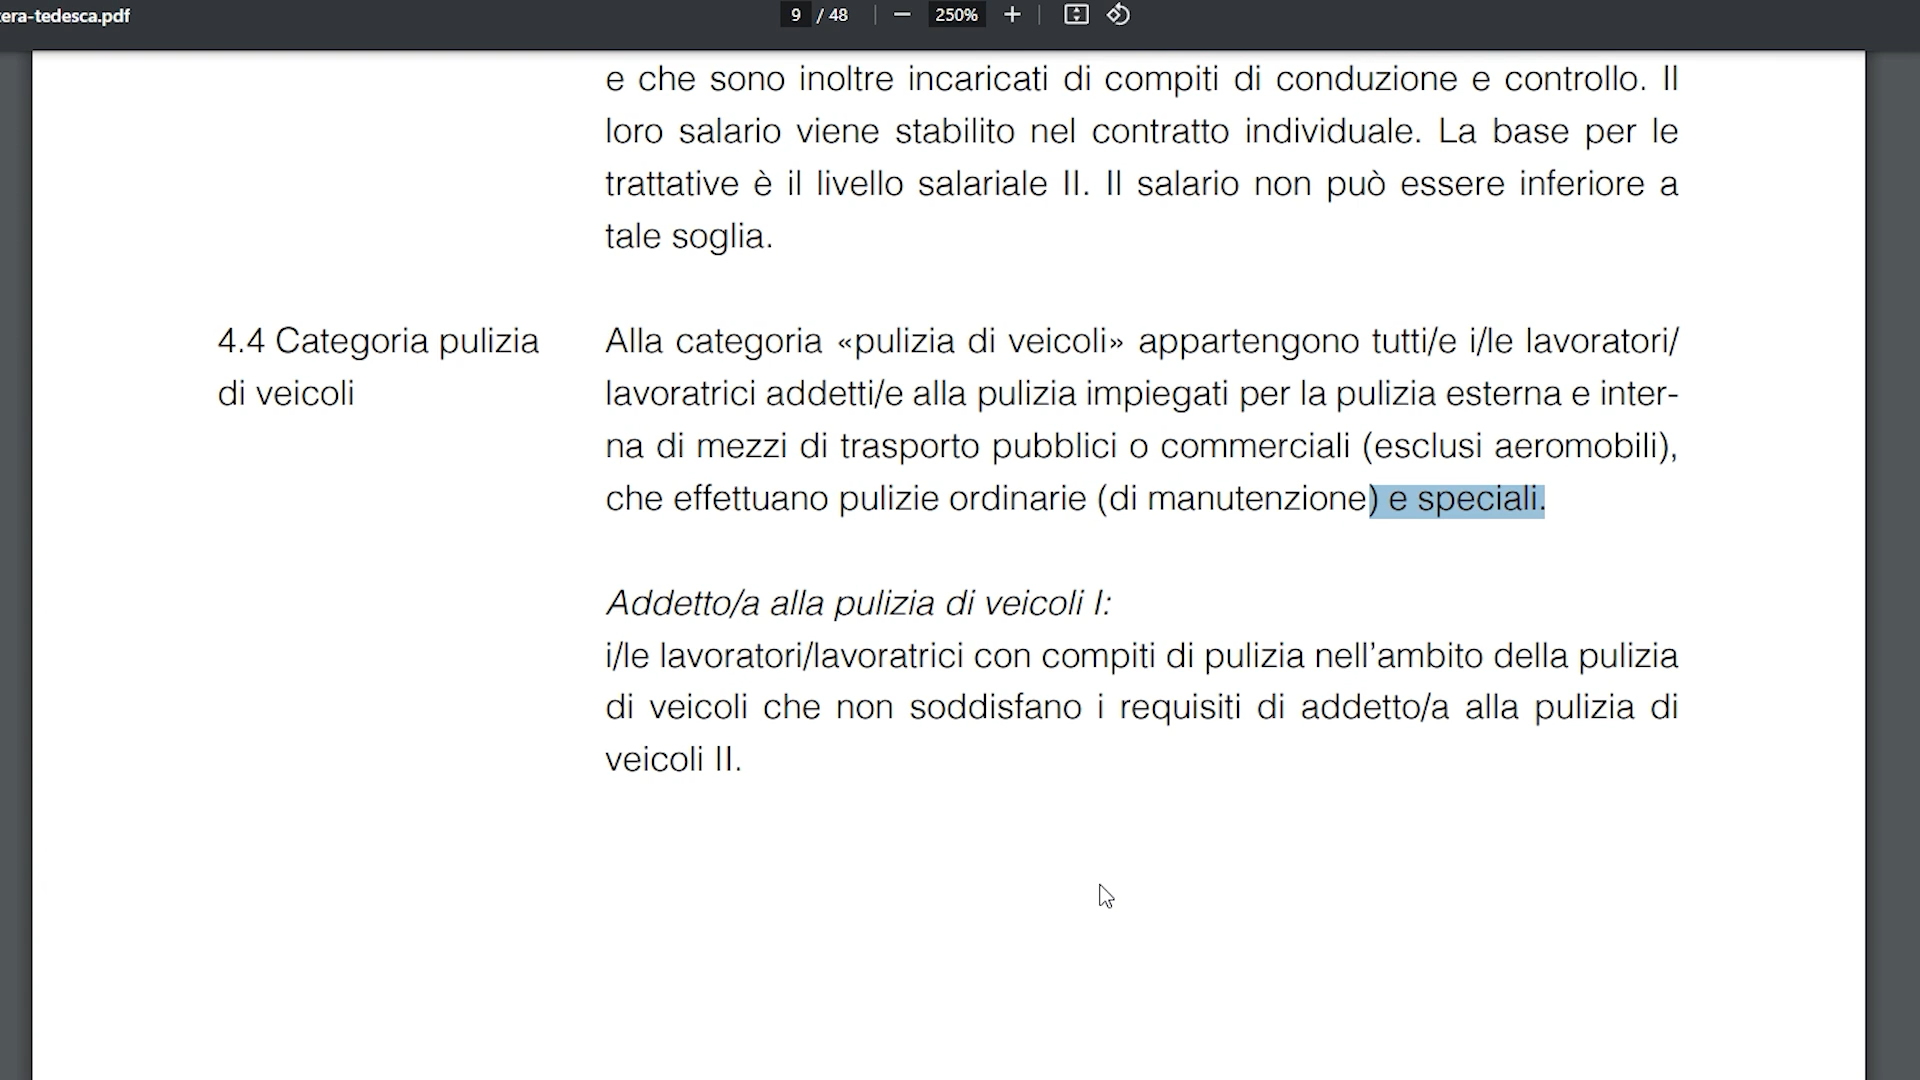 tera-tedesca.pdf
9 / 48
250%
e che sono inoltre incaricati di compiti di conduzione e controllo. Il
loro salario viene stabilito nel contratto individuale. La base per le
trattative è il livello salariale II. Il salario non può essere inferiore a
tale soglia.
4.4 Categoria pulizia
di veicoli
Alla categoria «pulizia di veicoli» appartengono tutti/e i/le lavoratori/
lavoratrici addetti/e alla pulizia impiegati per la pulizia esterna e inter-
na di mezzi di trasporto pubblici o commerciali (esclusi aeromobili),
che effettuano pulizie ordinarie (di manutenzione) e speciali.
Addetto/a alla pulizia di veicoli I:
i/le lavoratori/lavoratrici con compiti di pulizia nell’ambito della pulizia
di veicoli che non soddisfano i requisiti di addetto/a alla pulizia di
veicoli II.